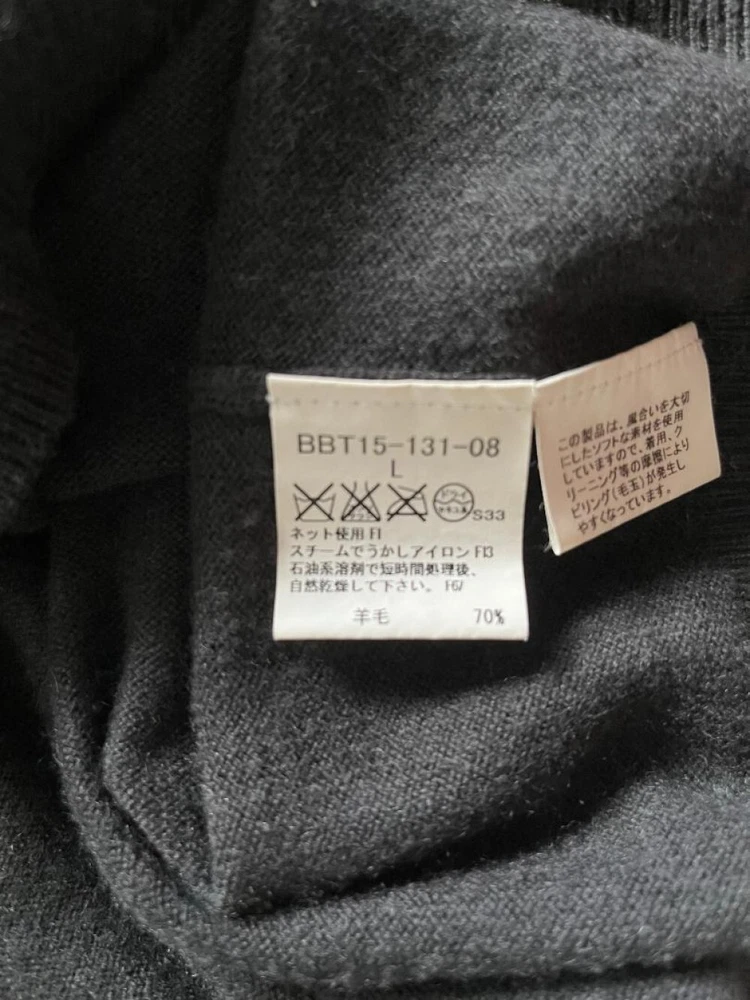 BBT15-131-08
L
ドライ
セキユ系
S33
ネット使用 F1
スチームでうかしアイロン F13
石油系溶剤で短時間処理後、
自然乾燥して下さい。 F67
羊毛 70%
この製品は、風合いを大切
にしたソフトな素材を使用
していますので、着用、ク
リーニング等の摩擦により
ピリング(毛玉)が発生し
やすくなっています。